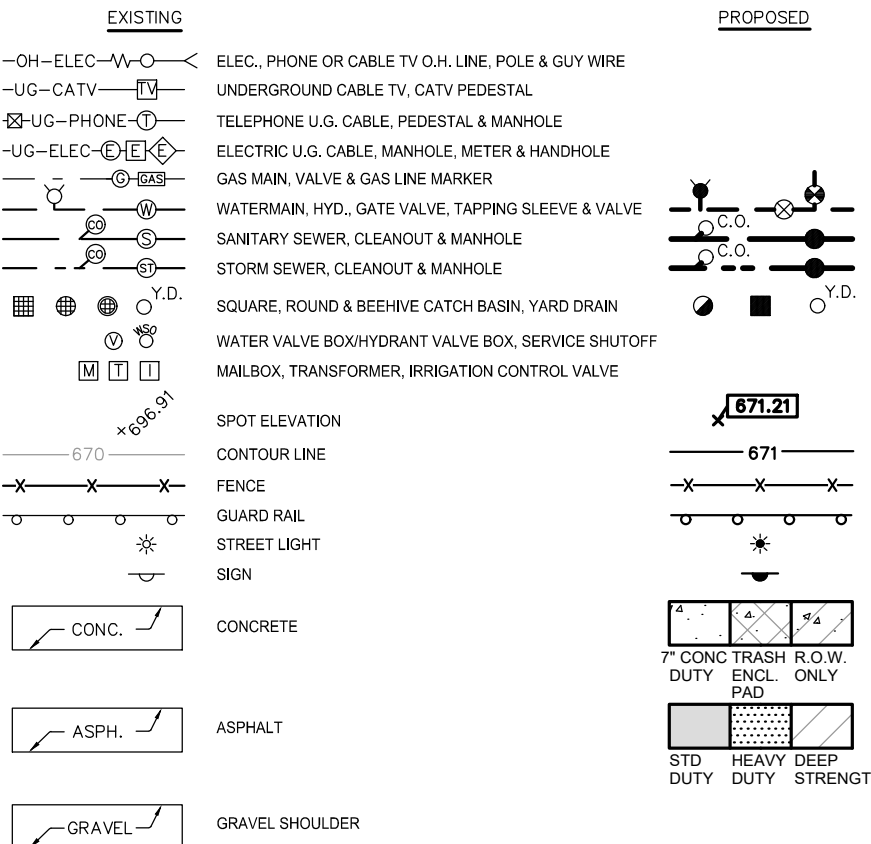 EXISTING PROPOSED
-OH-ELEC ELEC., PHONE OR CABLE TV O.H. LINE, POLE & GUY WIRE
-UG-CATV TV UNDERGROUND CABLE TV, CATV PEDESTAL
UG-PHONE- T TELEPHONE U.G. CABLE, PEDESTAL & MANHOLE
-UG-ELEC- E E E ELECTRIC U.G. CABLE, MANHOLE, METER & HANDHOLE
G GAS GAS MAIN, VALVE & GAS LINE MARKER
W WATERMAIN, HYD., GATE VALVE, TAPPING SLEEVE & VALVE
CO S SANITARY SEWER, CLEANOUT & MANHOLE C.O.
CO ST STORM SEWER, CLEANOUT & MANHOLE C.O.
Y.D. SQUARE, ROUND & BEEHIVE CATCH BASIN, YARD DRAIN Y.D.
V WSO WATER VALVE BOX/HYDRANT VALVE BOX, SERVICE SHUTOFF
M T I MAILBOX, TRANSFORMER, IRRIGATION CONTROL VALVE
+696.91 SPOT ELEVATION 671.21
670 CONTOUR LINE 671
FENCE
GUARD RAIL
STREET LIGHT
SIGN
CONC. CONCRETE
7" CONC TRASH R.O.W.
DUTY ENCL. ONLY
PAD
ASPH. ASPHALT
STD HEAVY DEEP
DUTY DUTY STRENGT
GRAVEL GRAVEL SHOULDER